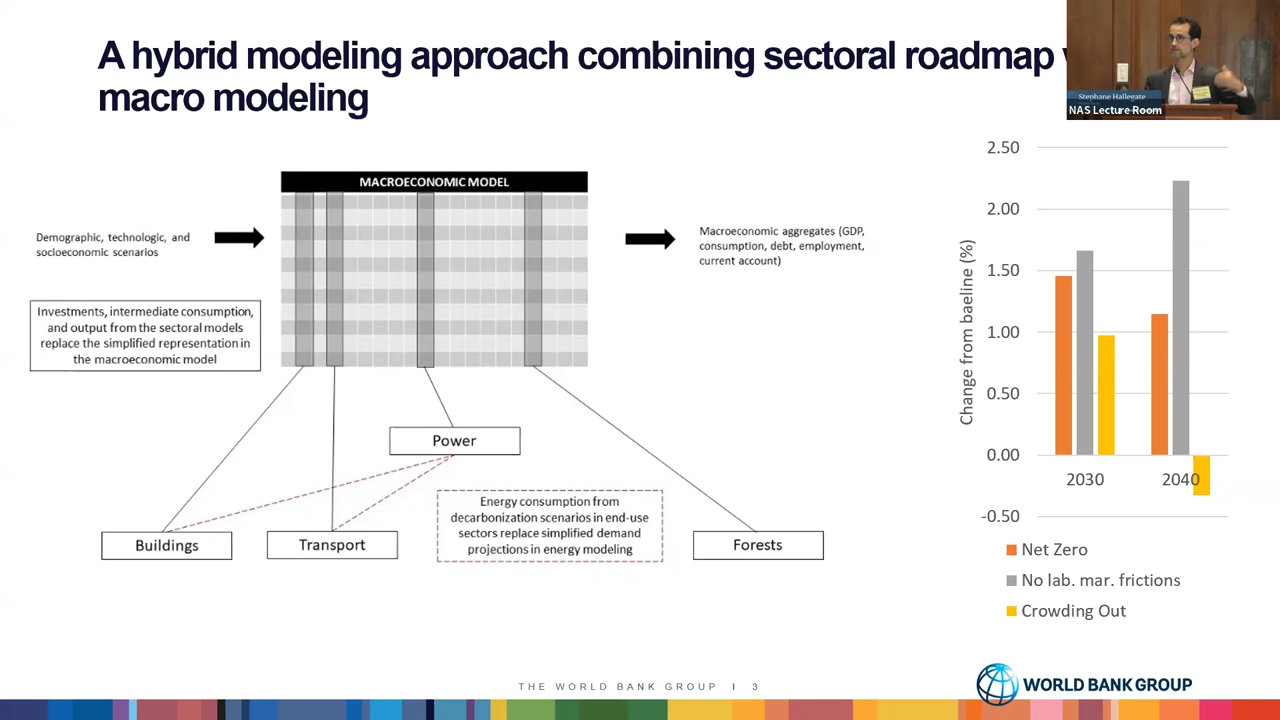 A hybrid modeling approach combining sectoral roadmap
macro modeling
Stephane Hallegate
NAS Lecture Room
MACROECONOMIC MODEL
Demographic, technologic, and
socioeconomic scenarios
Macroeconomic aggregates (GDP,
consumption, debt, employment,
current account)
Investments, intermediate consumption,
and output from the sectoral models
replace the simplified representation in
the macroeconomic model
Power
Energy consumption from
decarbonization scenarios in end-use
sectors replace simplified demand
projections in energy modeling
Buildings
Transport
Forests
Change from baeline (%)
2.50
2.00
1.50
1.00
0.50
0.00
-0.50
2030
2040
Net Zero
No lab. mar. frictions
Crowding Out
THE WORLD BANK GROUP I 3
WORLD BANK GROUP